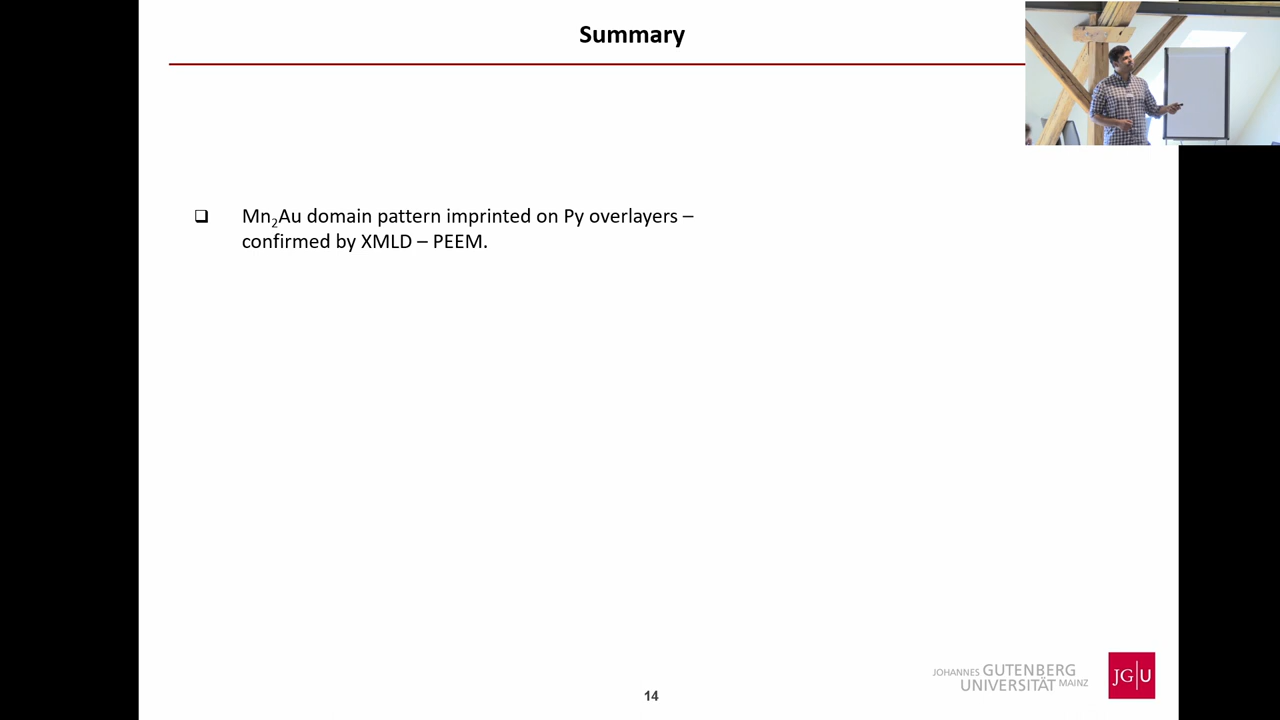 Summary
❑ Mn₂Au domain pattern imprinted on Py overlayers –
confirmed by XMLD – PEEM.
JOHANNES GUTENBERG
UNIVERSITÄT MAINZ
JG|U
14